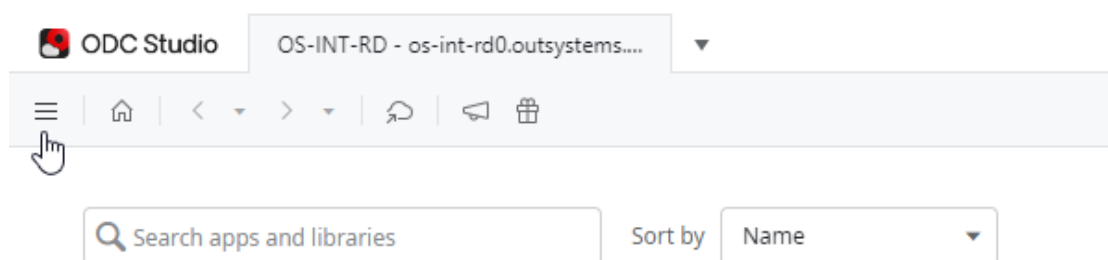 ODC Studio OS-INT-RD - os-int-rd0.outsystems....
Search apps and libraries Sort by Name